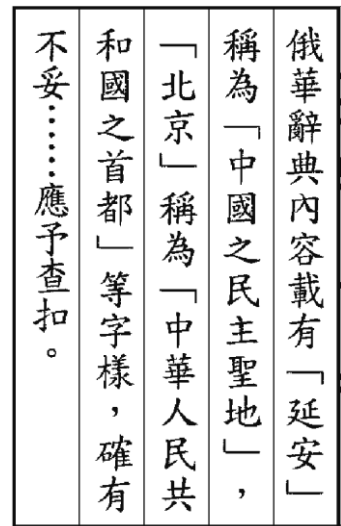 俄華辭典內容載有「延安」
稱為「中國之民主聖地」，
「北京」稱為「中華人民共
和國之首都」等字樣，確有
不妥……應予查扣。